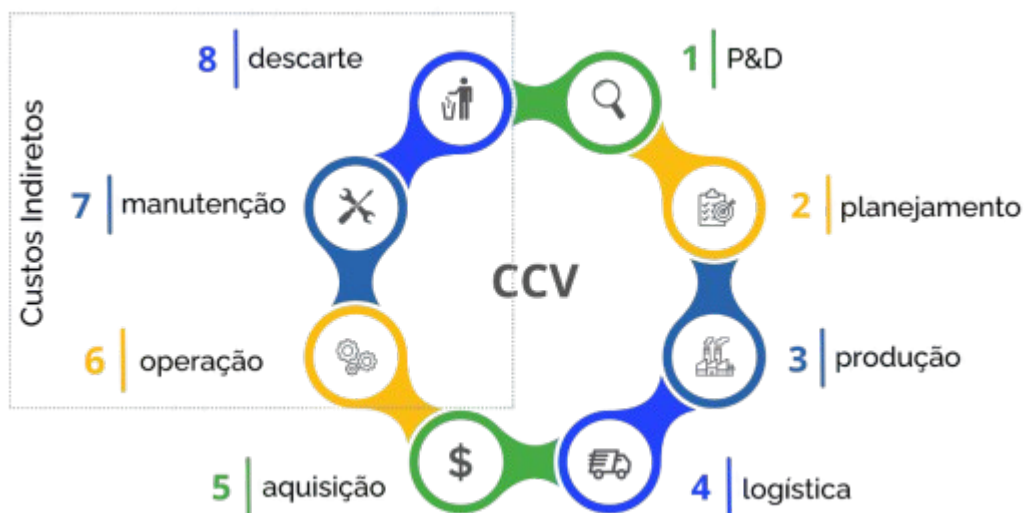 8 | descarte
1 | P&D
Custos Indiretos
7 | manutenção
2 | planejamento
CCV
6 | operação
3 | produção
5 | aquisição
$
4 | logística